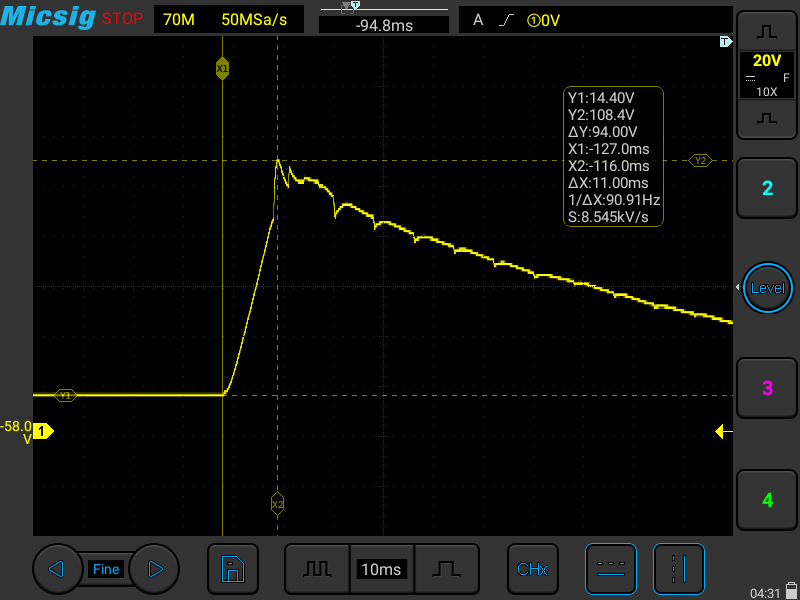 Micsig STOP 70M 50MSa/s -94.8ms A ①0V
T
T
X1
20V
F
10X
Y1:14.40V
Y2:108.4V
ΔY:94.00V
X1:-127.0ms
X2:-116.0ms
ΔX:11.00ms
1/ΔX:90.91Hz
S:8.545kV/s
Y2
2
Level
Y1
3
-58.0
V
1
X2
4
Fine 10ms CHx
04:31